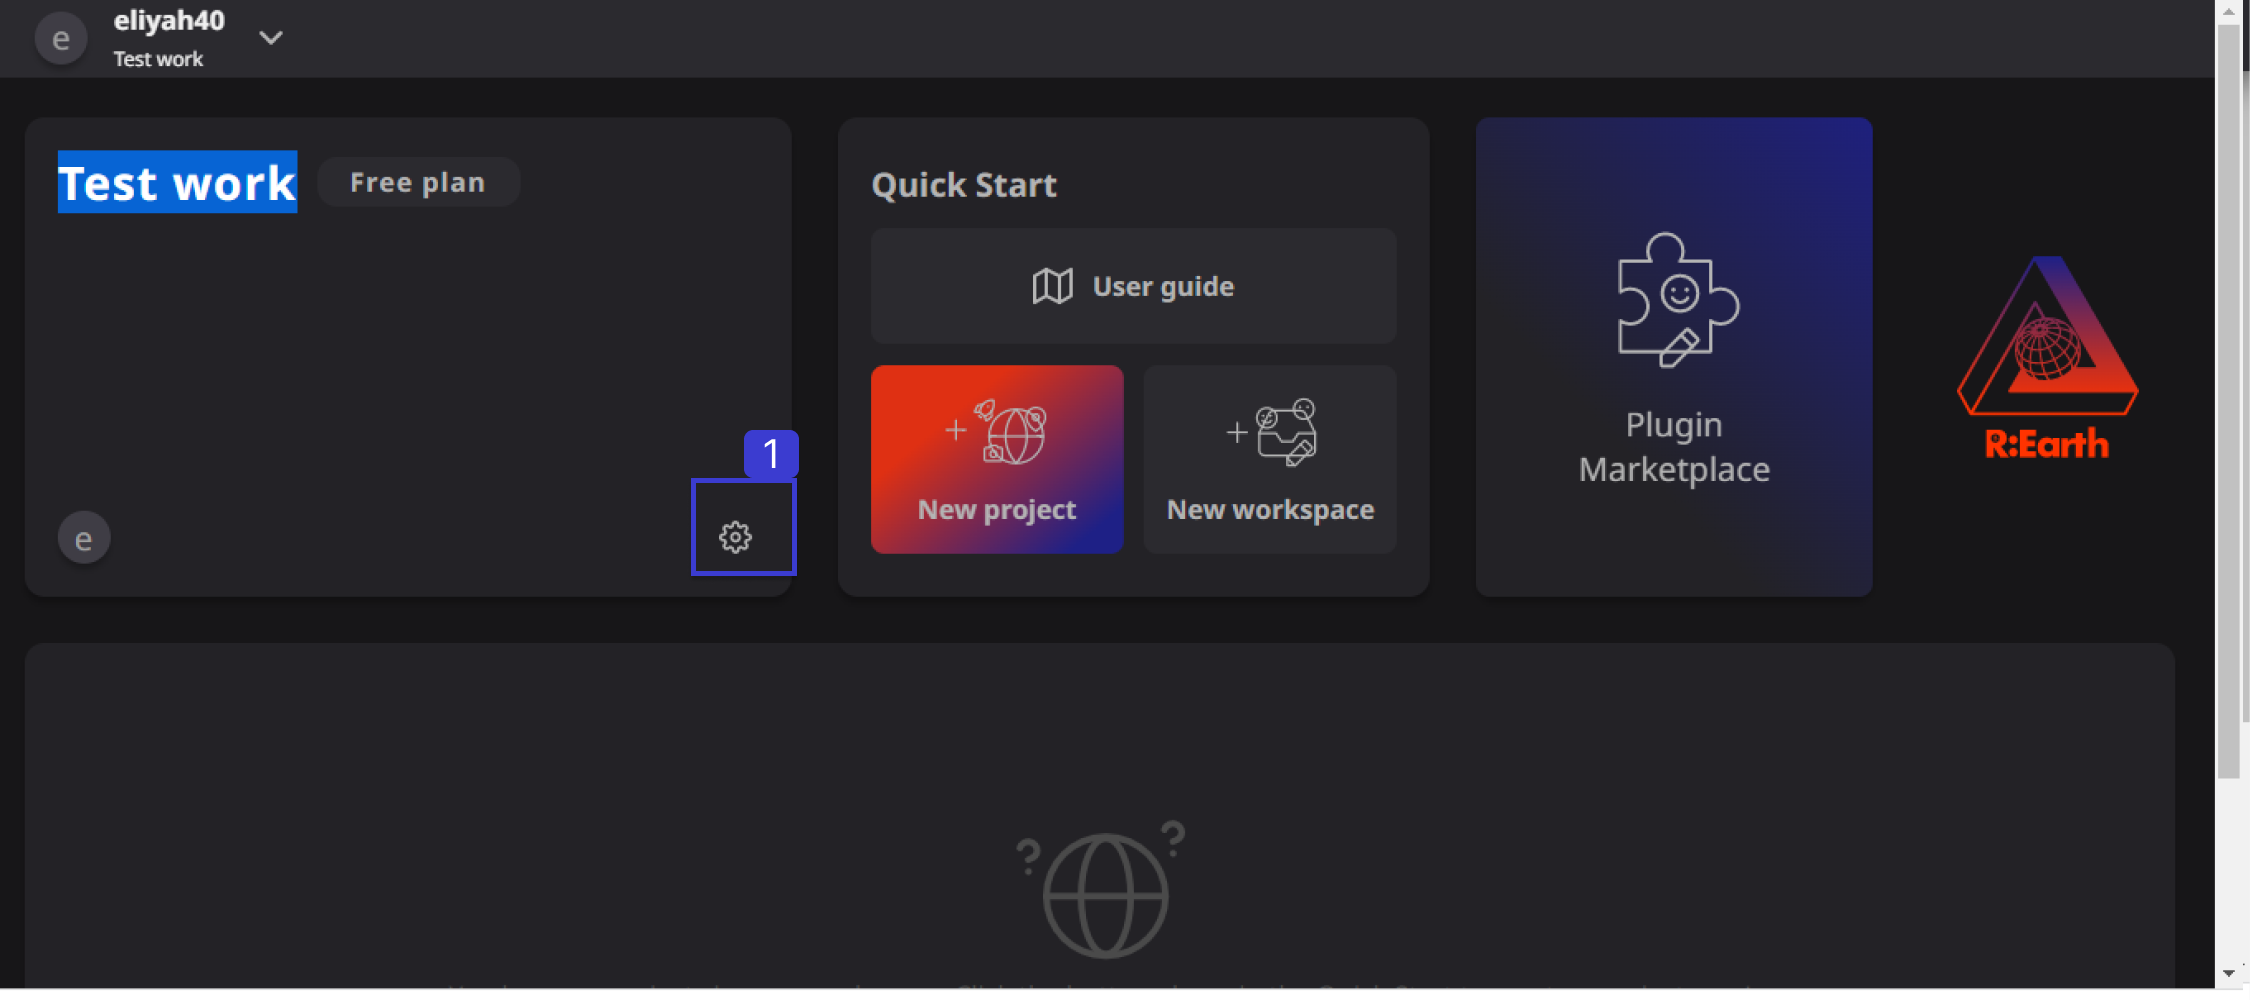 e
eliyah40
Test work
Test work
Free plan
1
e
Quick Start
User guide
New project
New workspace
Plugin
Marketplace
R:Earth